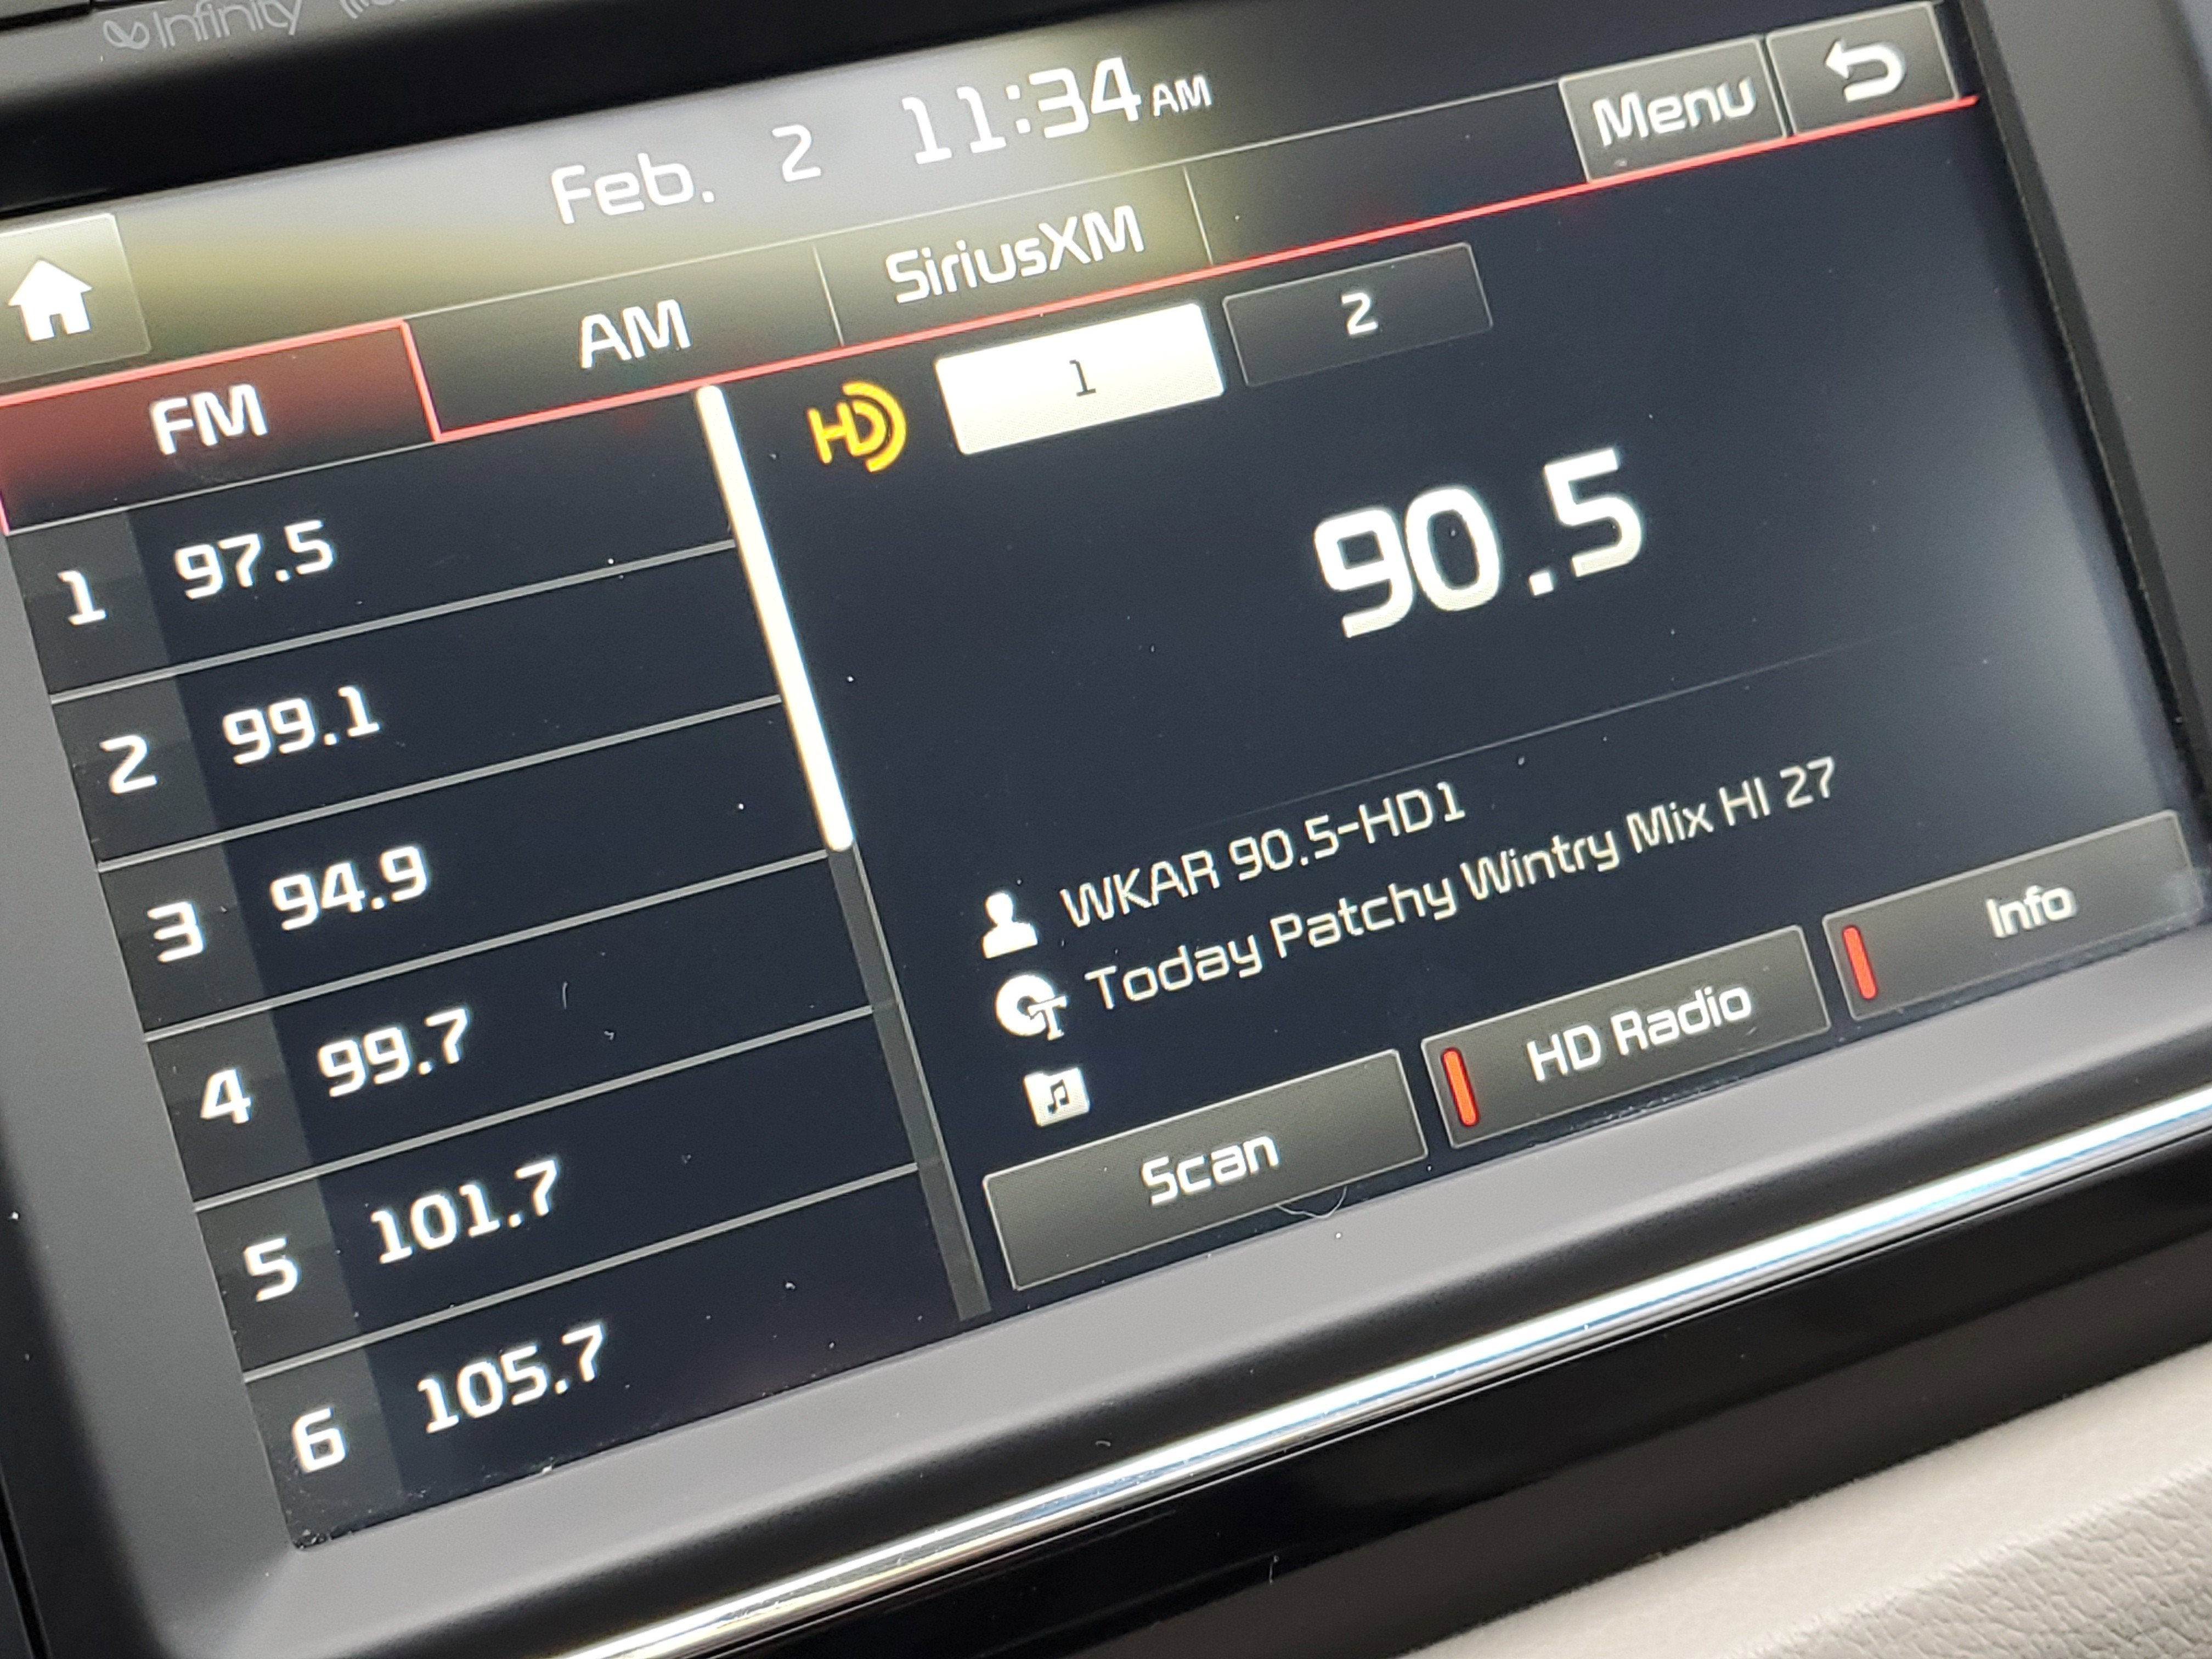 Infinity
Feb. 2 11:34 AM
Menu
FM AM SiriusXM
HD 1 2
90.5
1 97.5
2 99.1
3 94.9
4 99.7
5 101.7
6 105.7
WKAR 90.5-HD1
Today Patchy Wintry Mix HI 27
Scan HD Radio Info